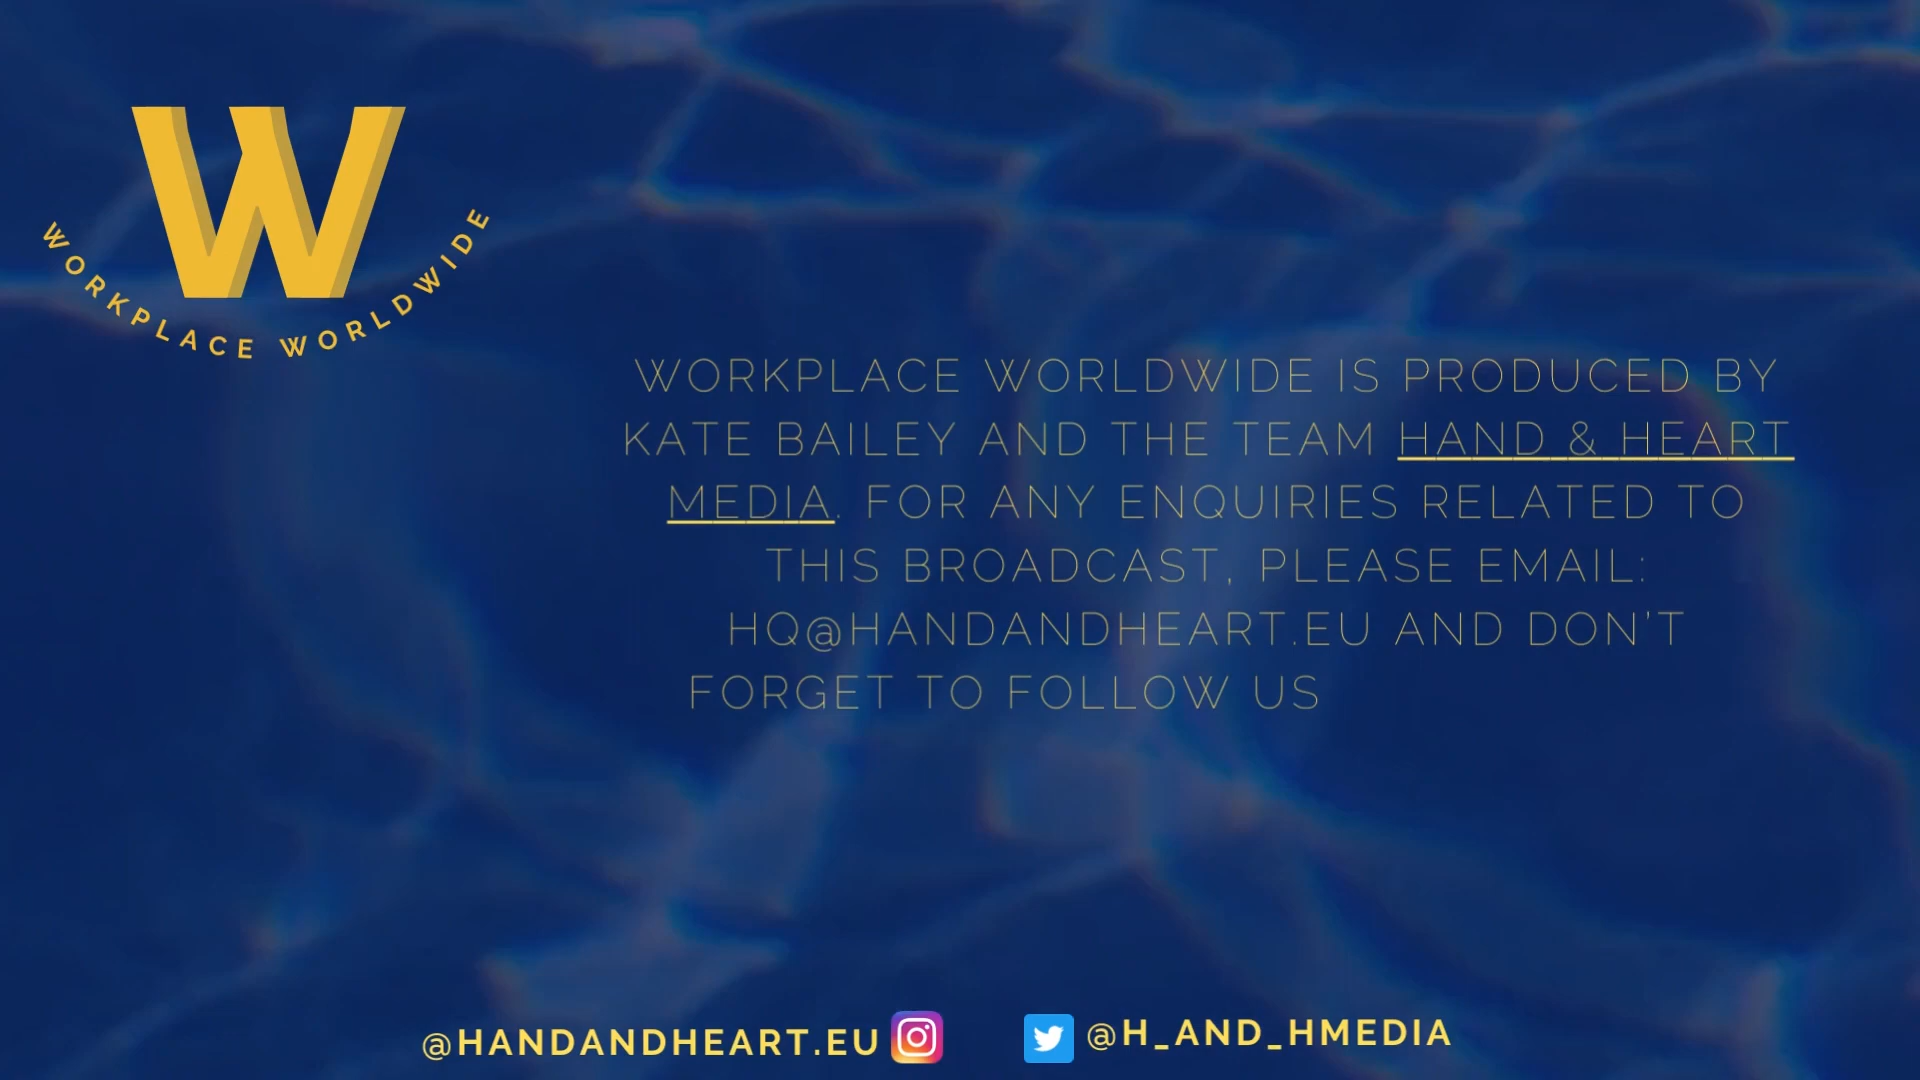 W
WORKPLACE WORLDWIDE
WORKPLACE WORLDWIDE IS PRODUCED BY
KATE BAILEY AND THE TEAM HAND & HEART
MEDIA. FOR ANY ENQUIRIES RELATED TO
THIS BROADCAST, PLEASE EMAIL:
HQ@HANDANDHEART.EU AND DON'T
FORGET TO FOLLOW US
@HANDANDHEART.EU
@H_AND_HMEDIA